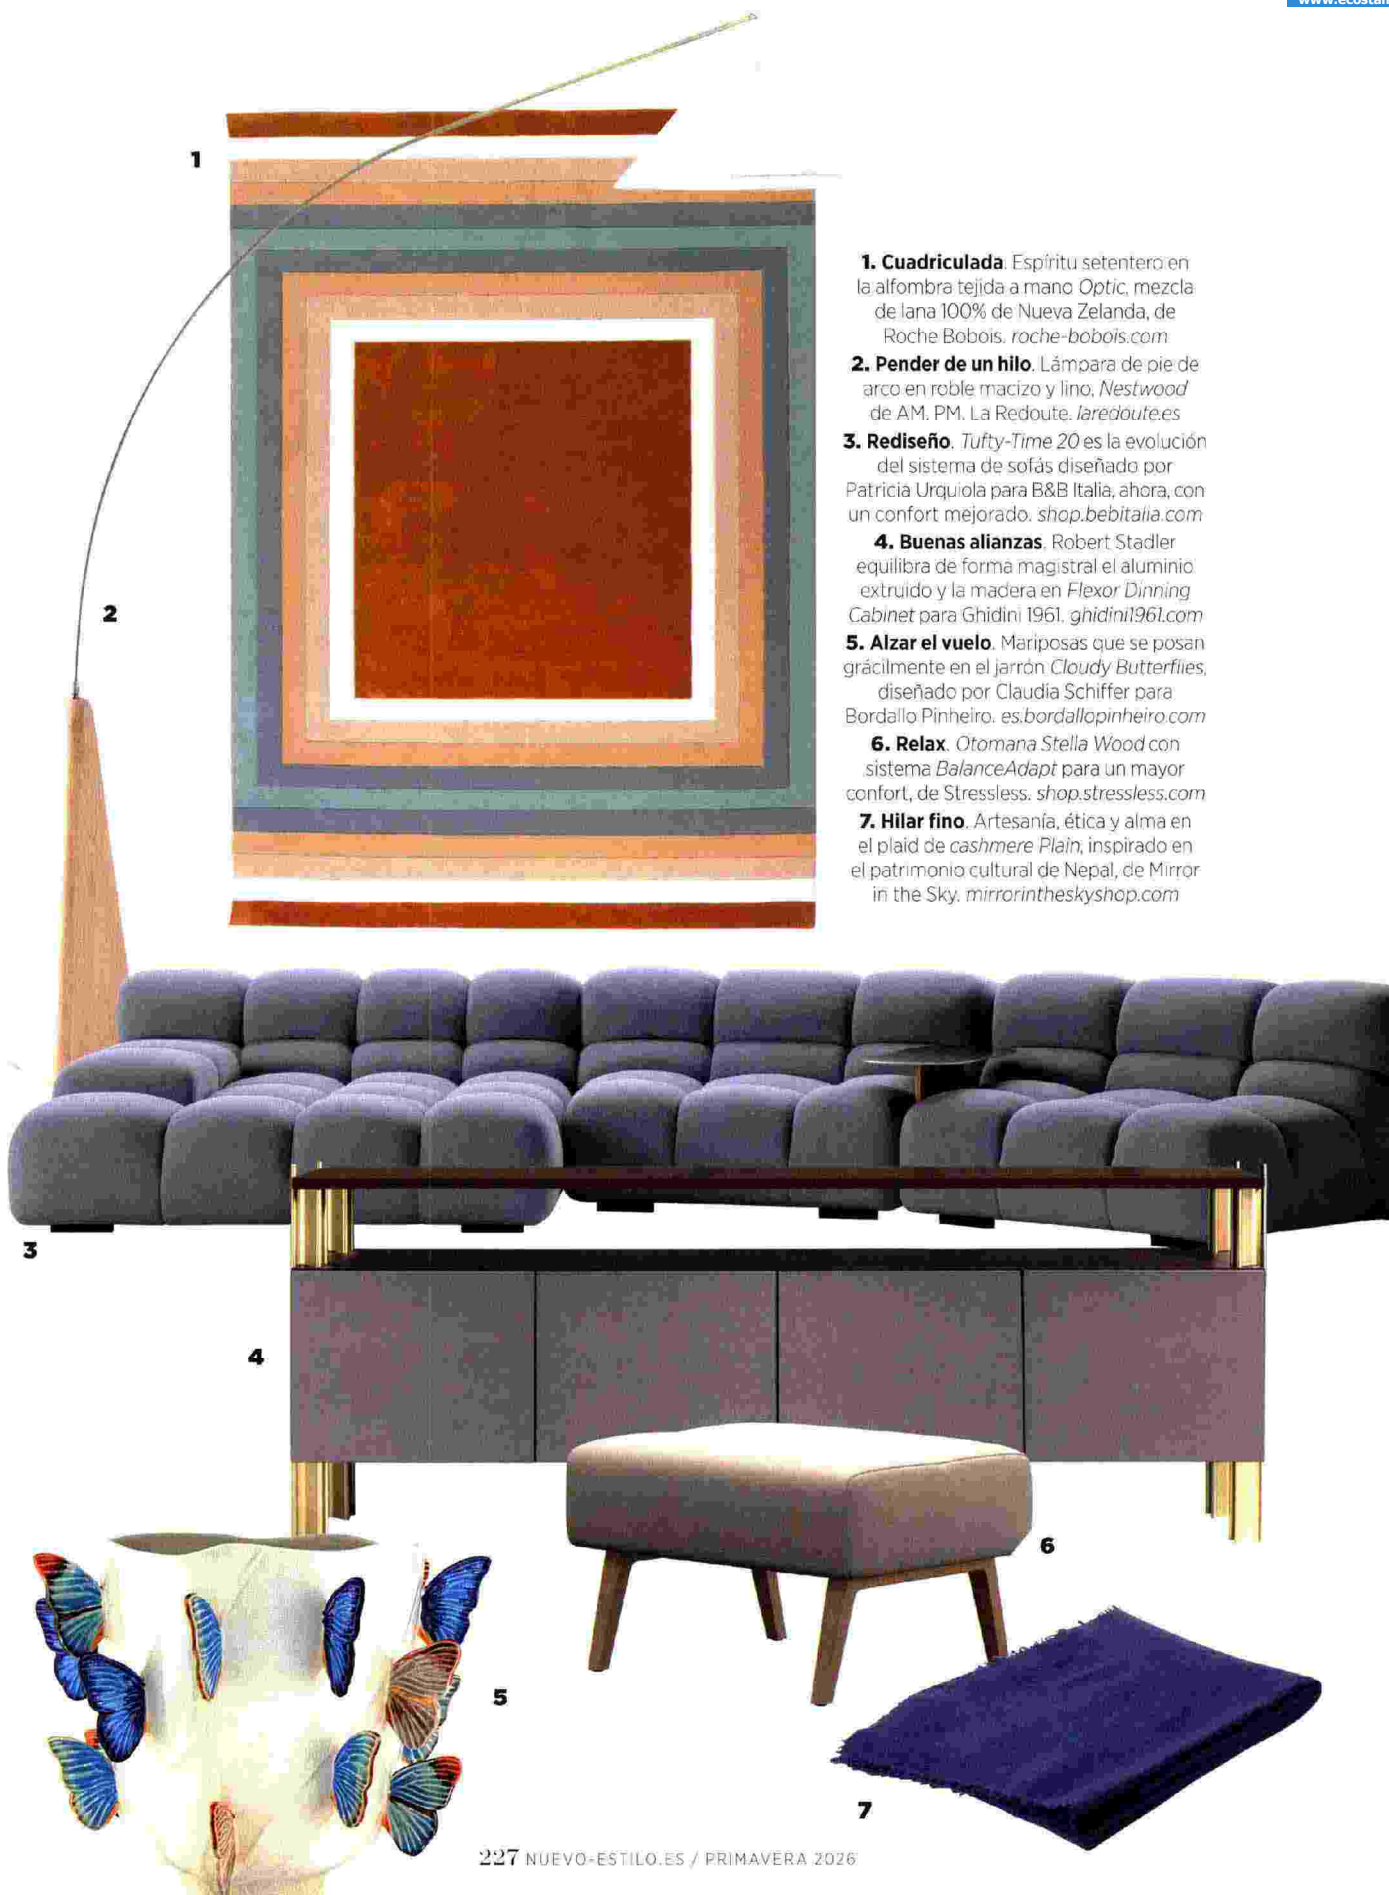 1
1. Cuadriculada. Espíritu setentero en
la alfombra tejida a mano Optic, mezcla
de lana 100% de Nueva Zelanda, de
Roche Bobois. roche-bobois.com
2. Pender de un hilo. Lámpara de pie de
arco en roble macizo y lino, Nestwood
de AM. PM. La Redoute. laredoute.es
3. Rediseño. Tufty-Time 20 es la evolución
del sistema de sofás diseñado por
Patricia Urquiola para B&B Italia, ahora, con
un confort mejorado. shop.bebitalia.com
4. Buenas alianzas. Robert Stadler
equilibra de forma magistral el aluminio
extruido y la madera en Flexor Dinning
Cabinet para Ghidini 1961. ghidini1961.com
5. Alzar el vuelo. Mariposas que se posan
grácilmente en el jarrón Cloudy Butterflies,
diseñado por Claudia Schiffer para
Bordallo Pinheiro. es.bordallopinheiro.com
6. Relax. Otomana Stella Wood con
sistema BalanceAdapt para un mayor
confort, de Stressless. shop.stressless.com
7. Hilar fino. Artesanía, ética y alma en
el plaid de cashmere Plain, inspirado en
el patrimonio cultural de Nepal, de Mirror
in the Sky. mirrorintheskyshop.com
2
3
4
6
5
7
227 NUEVO-ESTILO.ES / PRIMAVERA 2026